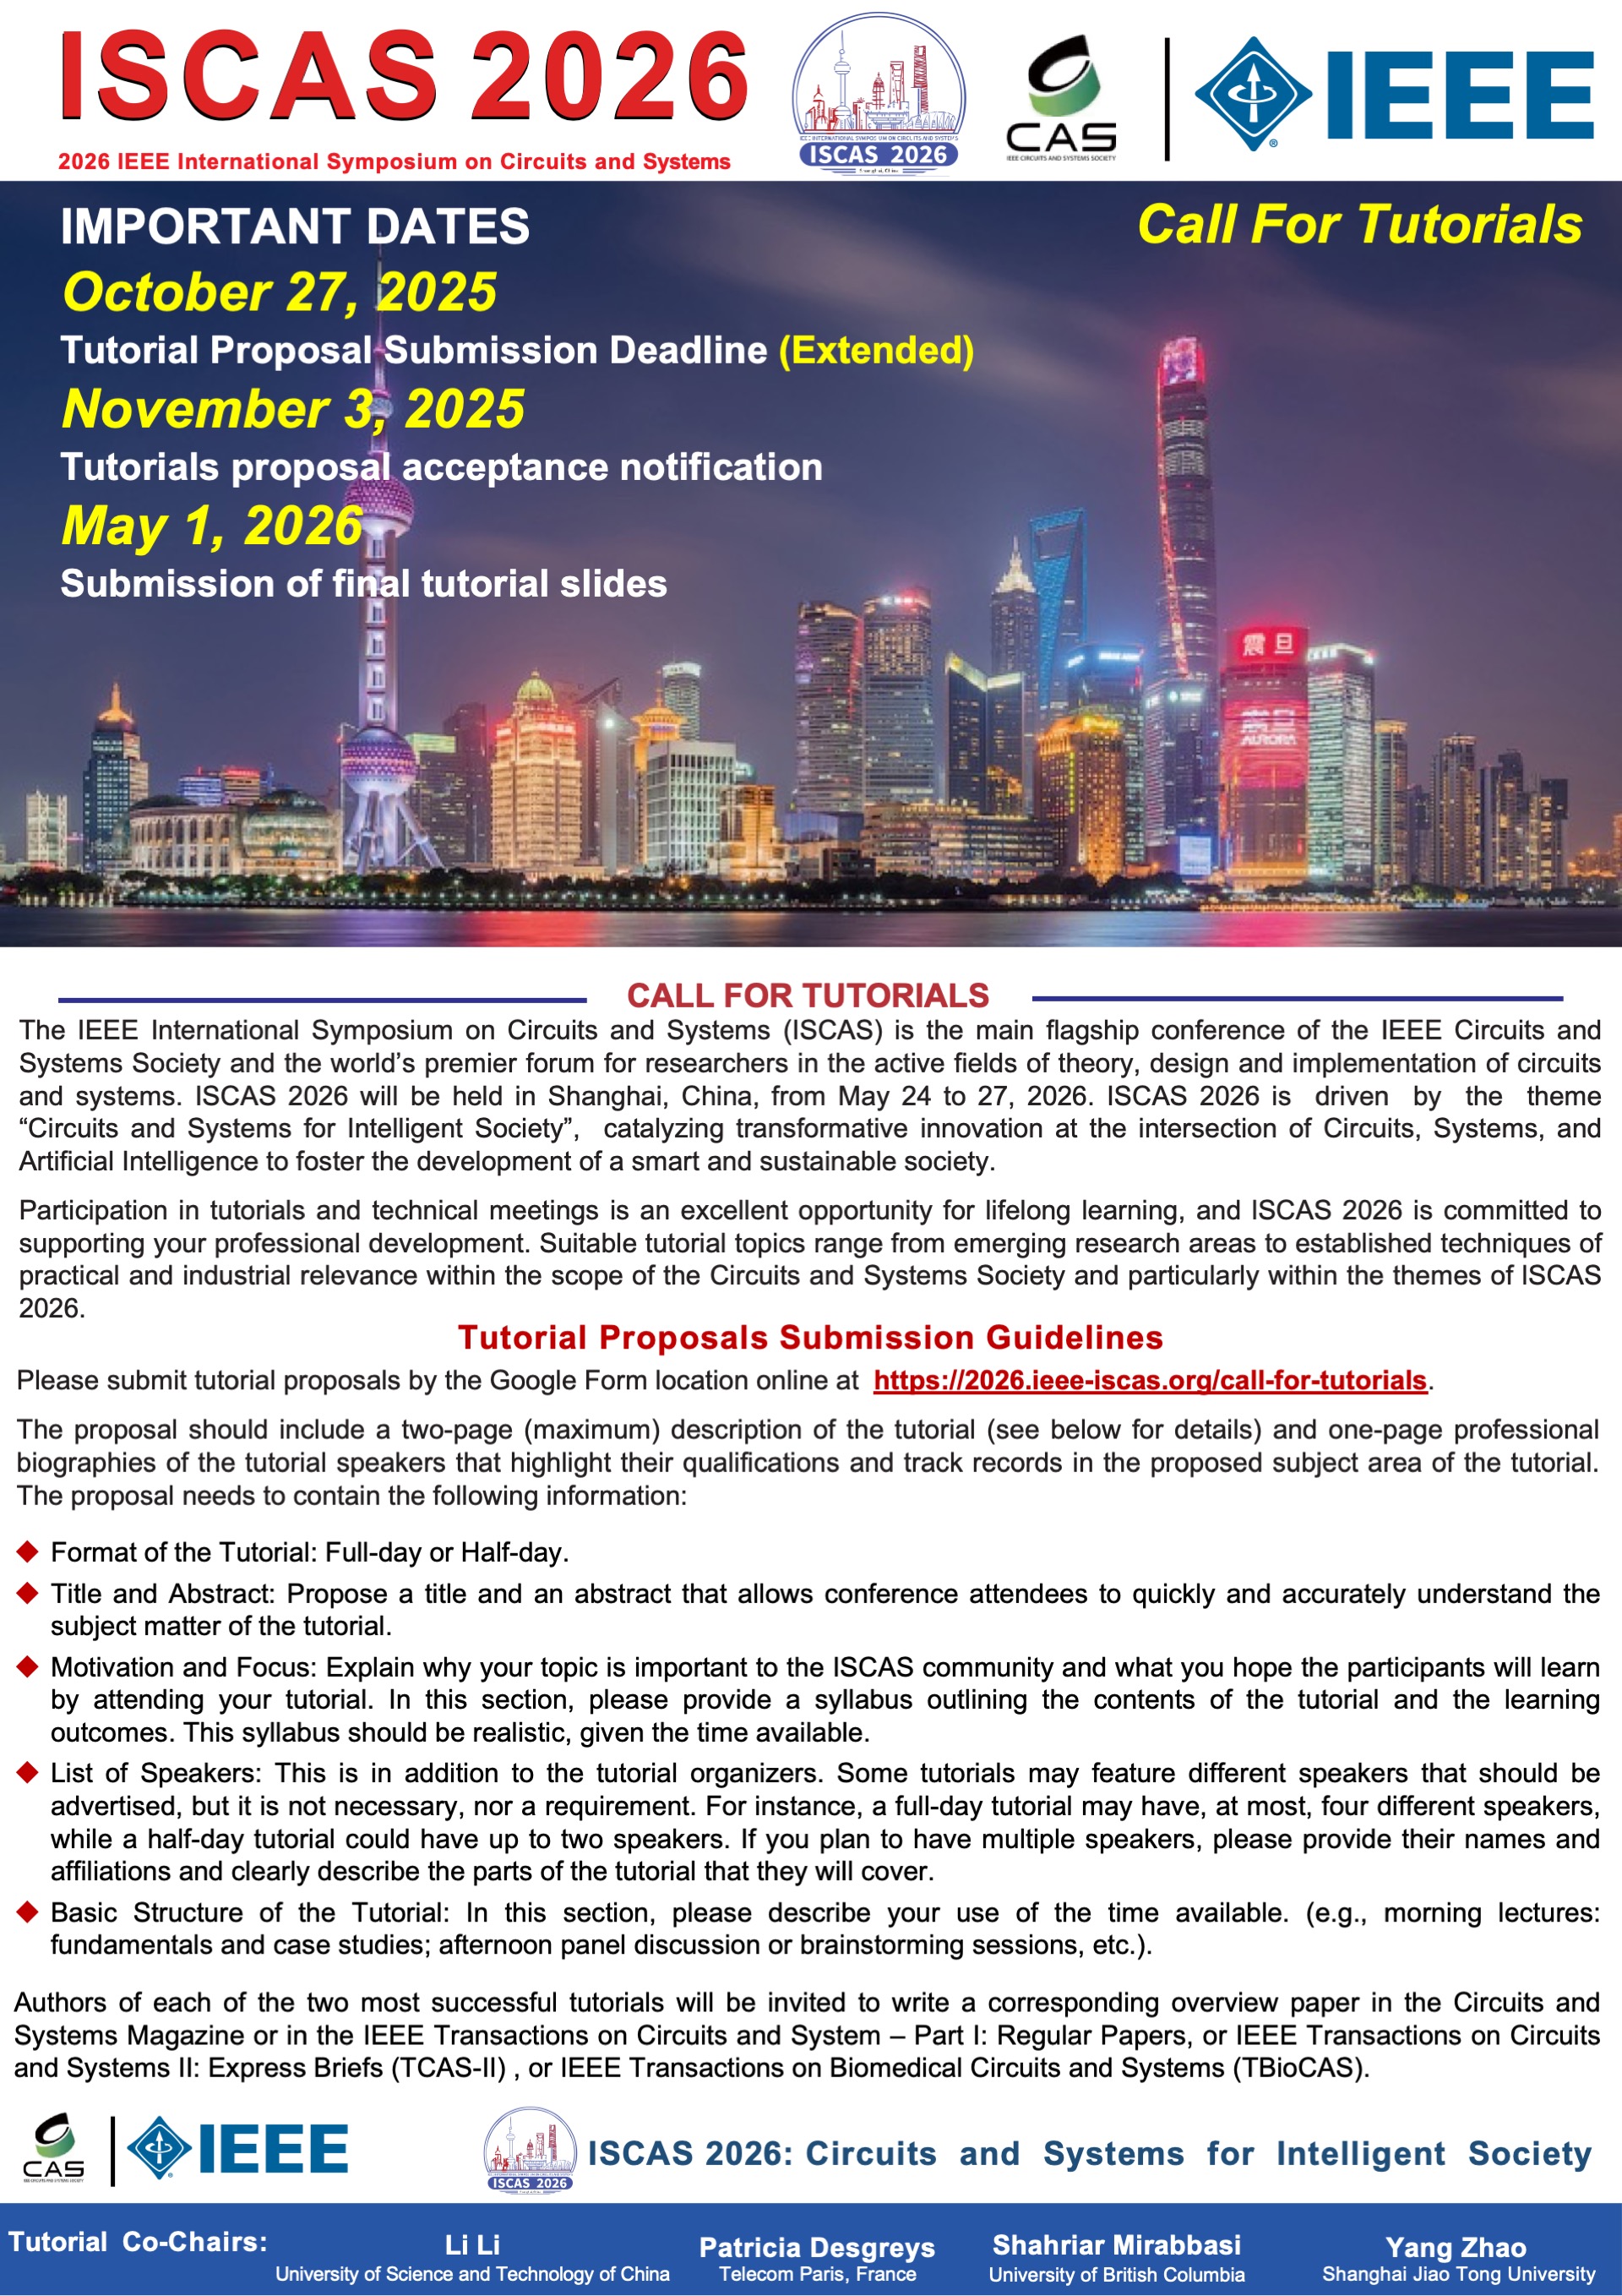 ISCAS 2026
2026 IEEE International Symposium on Circuits and Systems
ISCAS 2026
CAS
IEEE CIRCUITS AND SYSTEMS SOCIETY
IEEE
IMPORTANT DATES
Call For Tutorials
October 27, 2025
Tutorial Proposal Submission Deadline (Extended)
November 3, 2025
Tutorials proposal acceptance notification
May 1, 2026
Submission of final tutorial slides
震旦
AURORA
CALL FOR TUTORIALS
The IEEE International Symposium on Circuits and Systems (ISCAS) is the main flagship conference of the IEEE Circuits and
Systems Society and the world’s premier forum for researchers in the active fields of theory, design and implementation of circuits
and systems. ISCAS 2026 will be held in Shanghai, China, from May 24 to 27, 2026. ISCAS 2026 is driven by the theme
“Circuits and Systems for Intelligent Society”, catalyzing transformative innovation at the intersection of Circuits, Systems, and
Artificial Intelligence to foster the development of a smart and sustainable society.
Participation in tutorials and technical meetings is an excellent opportunity for lifelong learning, and ISCAS 2026 is committed to
supporting your professional development. Suitable tutorial topics range from emerging research areas to established techniques of
practical and industrial relevance within the scope of the Circuits and Systems Society and particularly within the themes of ISCAS
2026.
Tutorial Proposals Submission Guidelines
Please submit tutorial proposals by the Google Form location online at https://2026.ieee-iscas.org/call-for-tutorials.
The proposal should include a two-page (maximum) description of the tutorial (see below for details) and one-page professional
biographies of the tutorial speakers that highlight their qualifications and track records in the proposed subject area of the tutorial.
The proposal needs to contain the following information:
◆ Format of the Tutorial: Full-day or Half-day.
◆ Title and Abstract: Propose a title and an abstract that allows conference attendees to quickly and accurately understand the
subject matter of the tutorial.
◆ Motivation and Focus: Explain why your topic is important to the ISCAS community and what you hope the participants will learn
by attending your tutorial. In this section, please provide a syllabus outlining the contents of the tutorial and the learning
outcomes. This syllabus should be realistic, given the time available.
◆ List of Speakers: This is in addition to the tutorial organizers. Some tutorials may feature different speakers that should be
advertised, but it is not necessary, nor a requirement. For instance, a full-day tutorial may have, at most, four different speakers,
while a half-day tutorial could have up to two speakers. If you plan to have multiple speakers, please provide their names and
affiliations and clearly describe the parts of the tutorial that they will cover.
◆ Basic Structure of the Tutorial: In this section, please describe your use of the time available. (e.g., morning lectures:
fundamentals and case studies; afternoon panel discussion or brainstorming sessions, etc.).
Authors of each of the two most successful tutorials will be invited to write a corresponding overview paper in the Circuits and
Systems Magazine or in the IEEE Transactions on Circuits and System – Part I: Regular Papers, or IEEE Transactions on Circuits
and Systems II: Express Briefs (TCAS-II) , or IEEE Transactions on Biomedical Circuits and Systems (TBioCAS).
CAS
IEEE
ISCAS 2026
ISCAS 2026: Circuits and Systems for Intelligent Society
Tutorial Co-Chairs:
Li Li
University of Science and Technology of China
Patricia Desgreys
Telecom Paris, France
Shahriar Mirabbasi
University of British Columbia
Yang Zhao
Shanghai Jiao Tong University